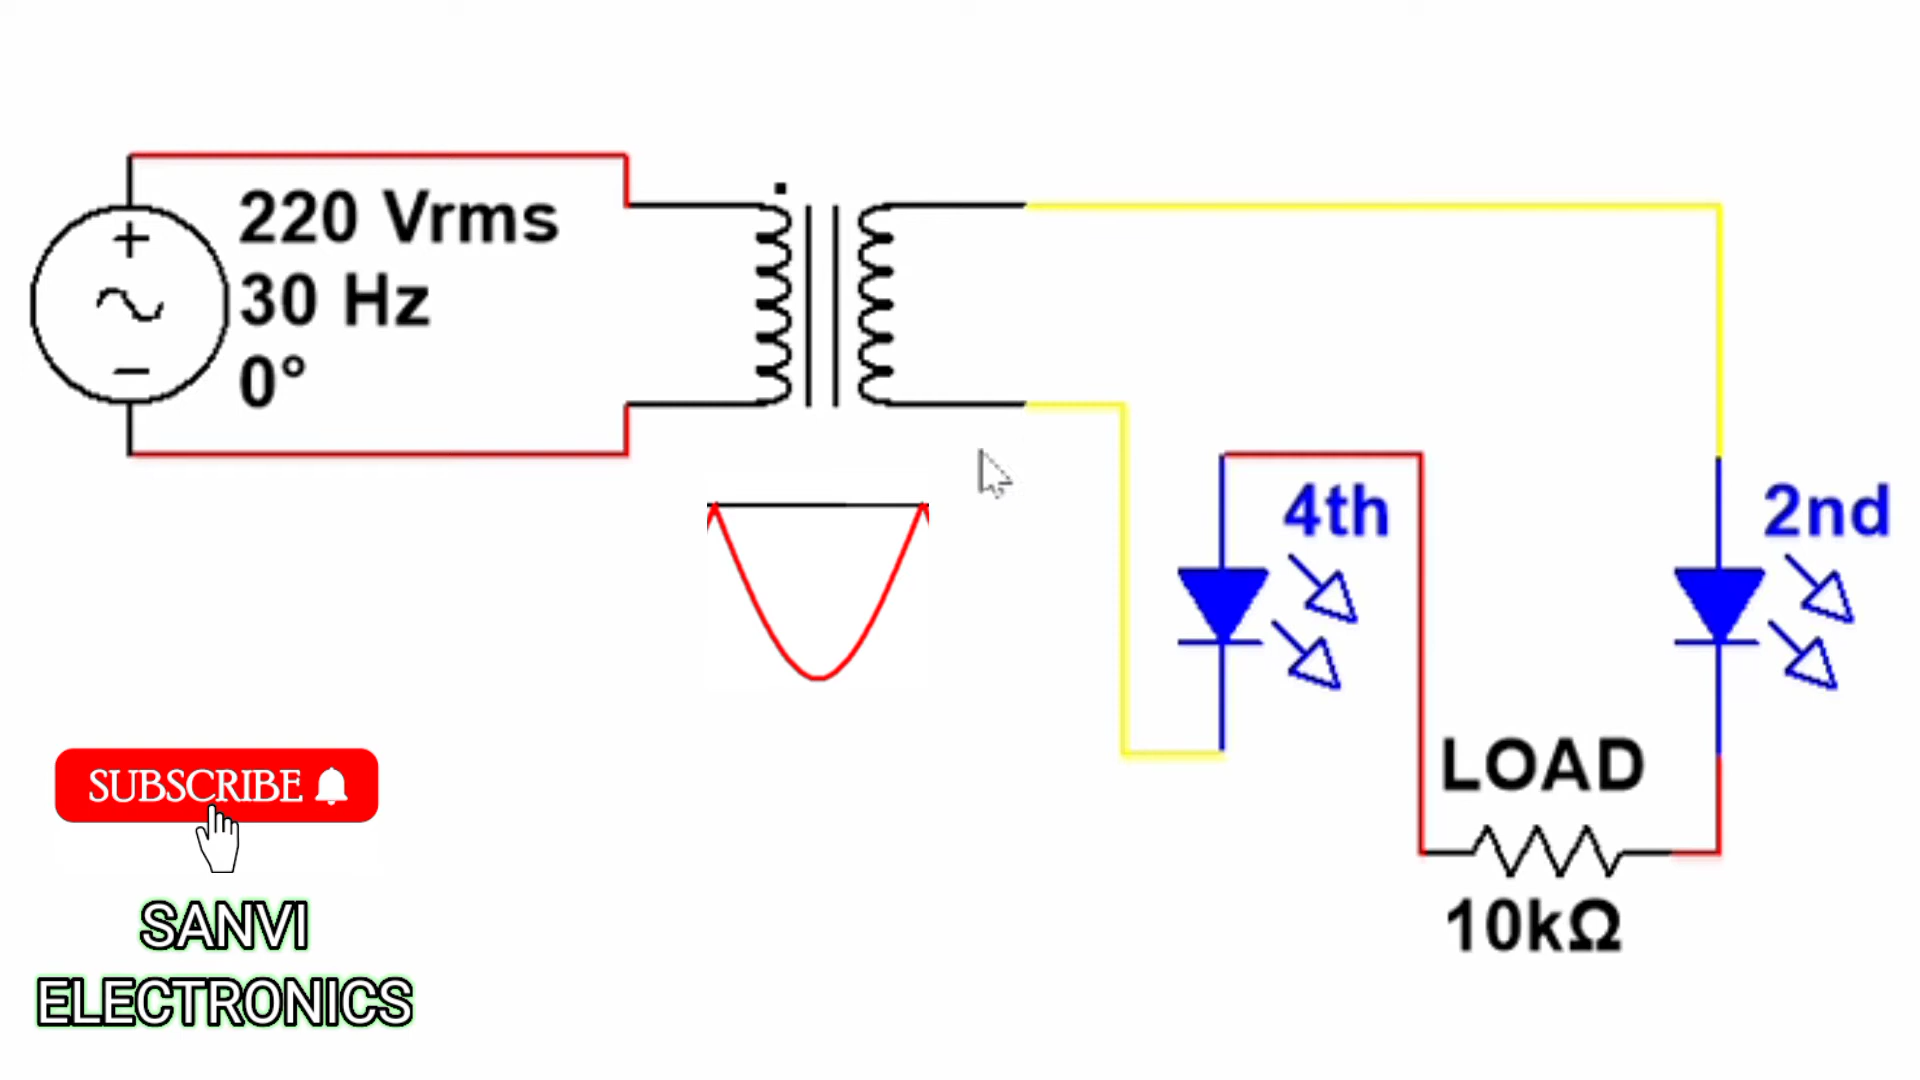 220 Vrms
30 Hz
0°
4th
2nd
LOAD
10kΩ
SUBSCRIBE
SANVI
ELECTRONICS